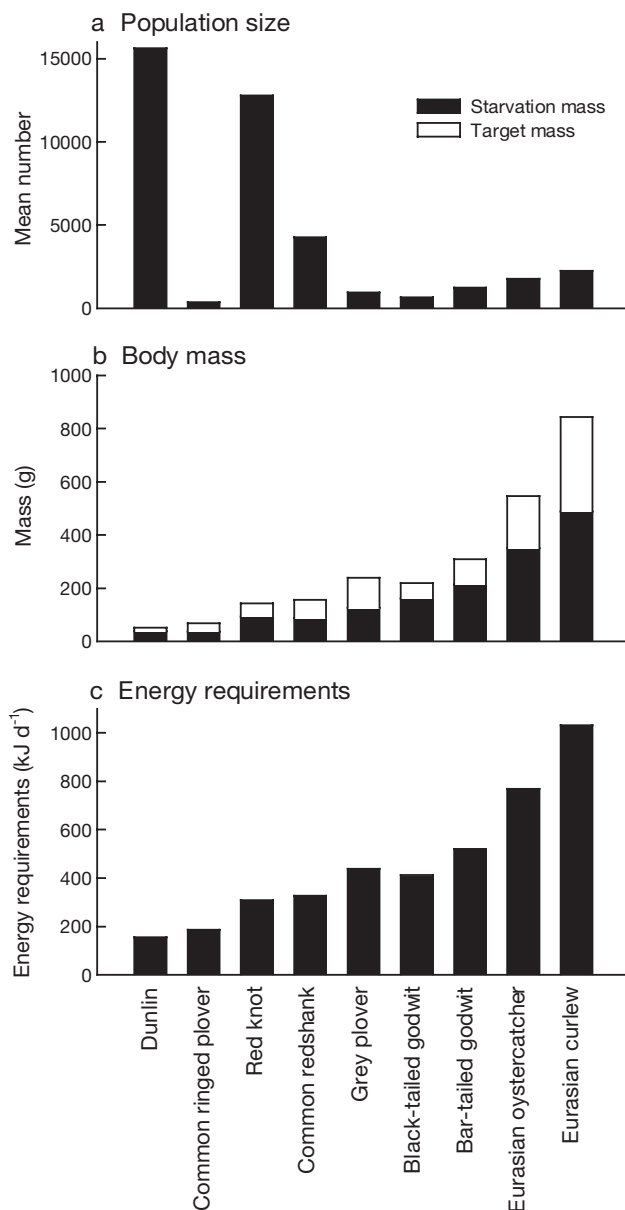 a Population size
15000
10000
5000
0
Mean number
Starvation mass
Target mass
b Body mass
1000
800
600
400
200
0
Mass (g)
c Energy requirements
1000
800
600
400
200
0
Energy requirements (kJ d⁻¹)
Dunlin
Common ringed plover
Red knot
Common redshank
Grey plover
Black-tailed godwit
Bar-tailed godwit
Eurasian oystercatcher
Eurasian curlew